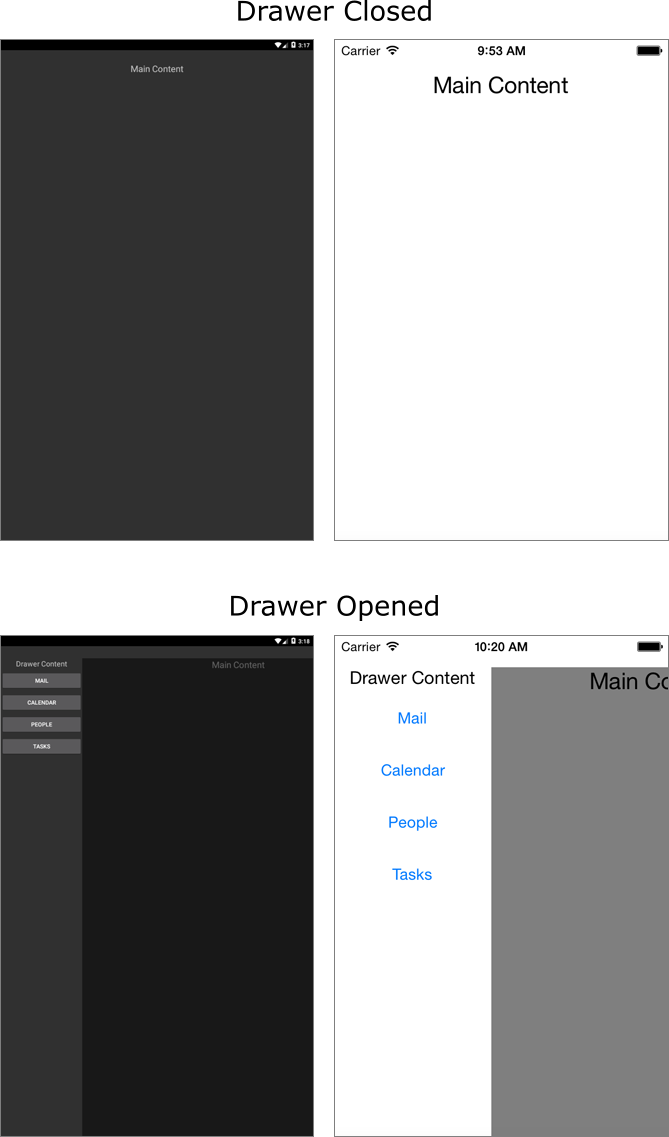 Drawer Closed
3:17
Main Content
Carrier 9:53 AM
Main Content
Drawer Opened
3:18
Drawer Content
Main Content
MAIL
CALENDAR
PEOPLE
TASKS
Carrier 10:20 AM
Drawer Content
Main Co
Mail
Calendar
People
Tasks